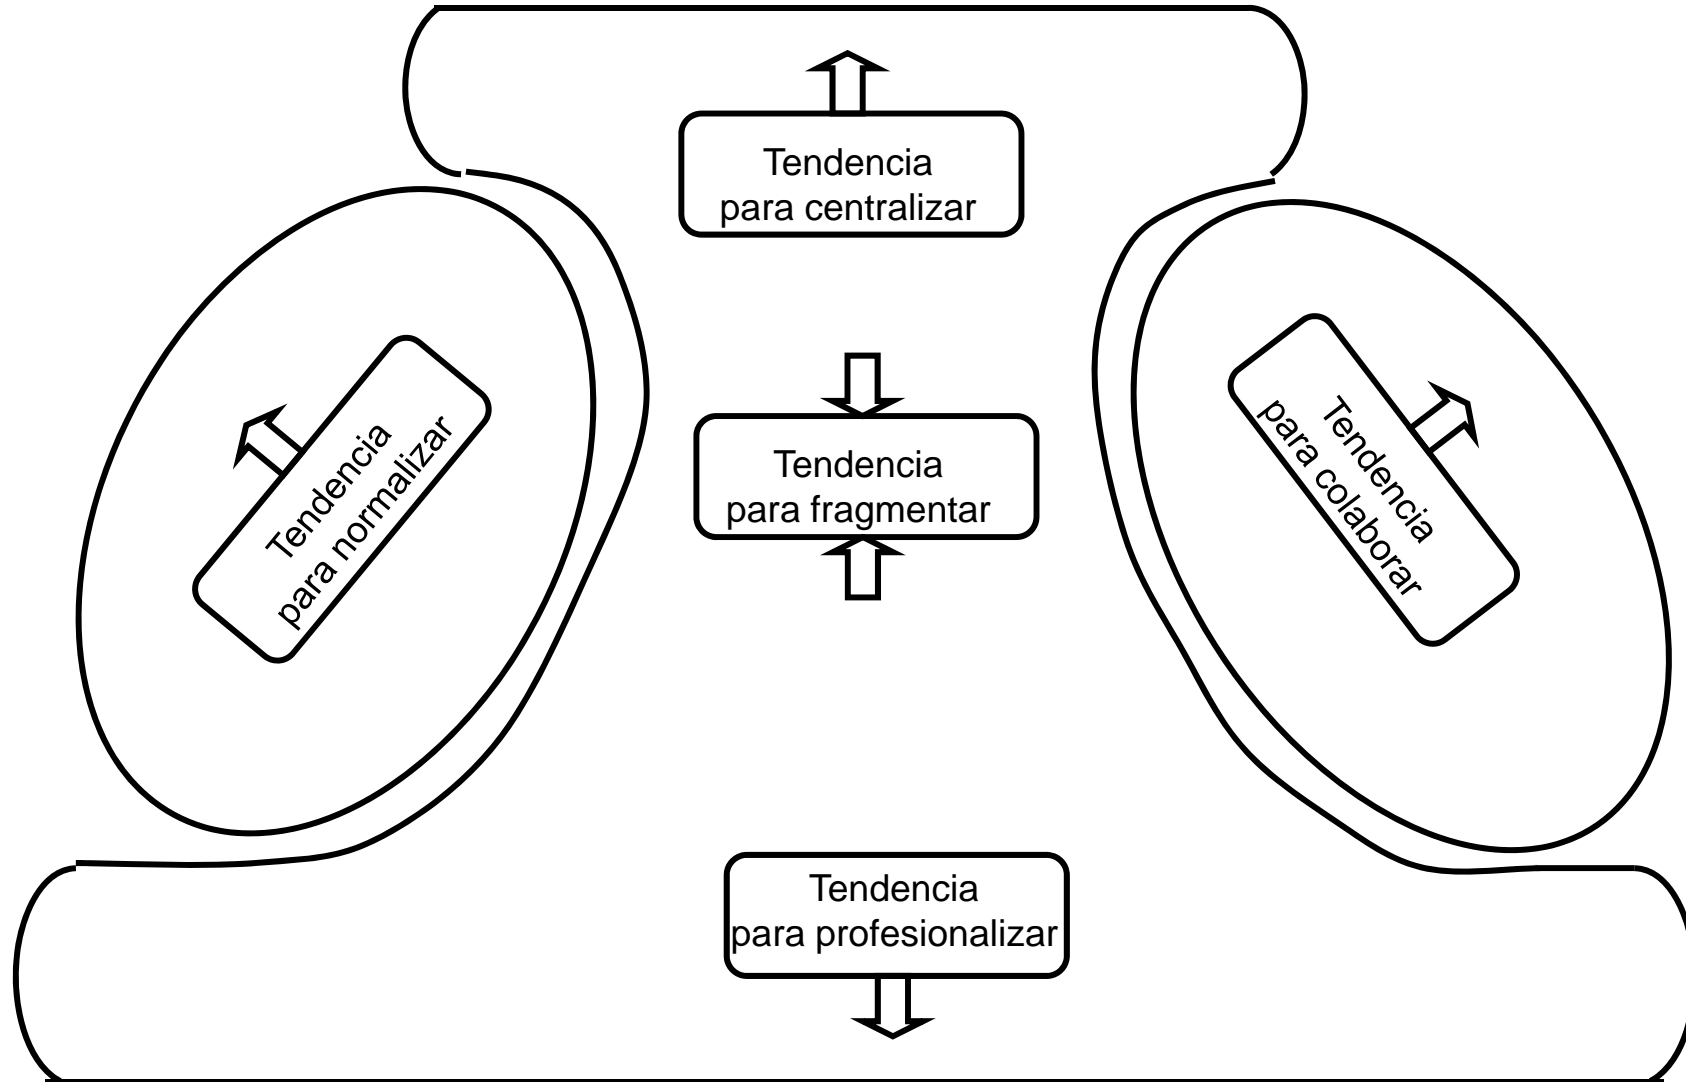 Tendencia
para centralizar
Tendencia
para normalizar
Tendencia
para fragmentar
Tendencia
para colaborar
Tendencia
para profesionalizar